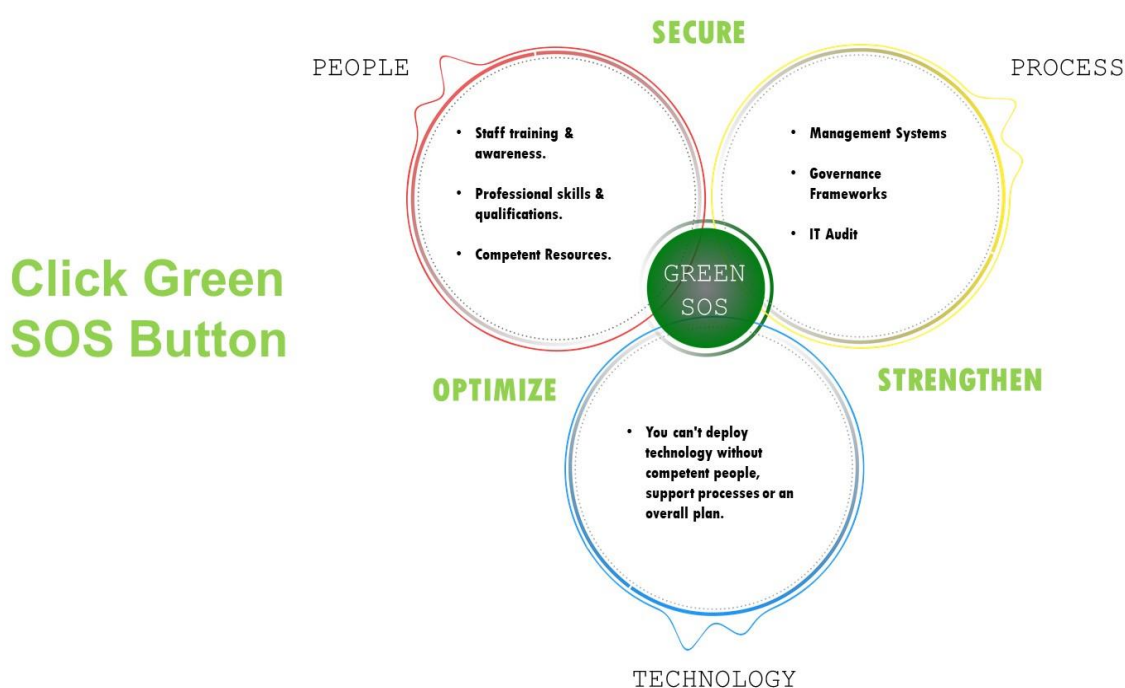 SECURE
PEOPLE
PROCESS
• Staff training &
awareness.
• Professional skills &
qualifications.
• Competent Resources.
• Management Systems
• Governance
Frameworks
• IT Audit
Click Green
SOS Button
GREEN
SOS
OPTIMIZE
STRENGTHEN
• You can't deploy
technology without
competent people,
support processes or an
overall plan.
TECHNOLOGY